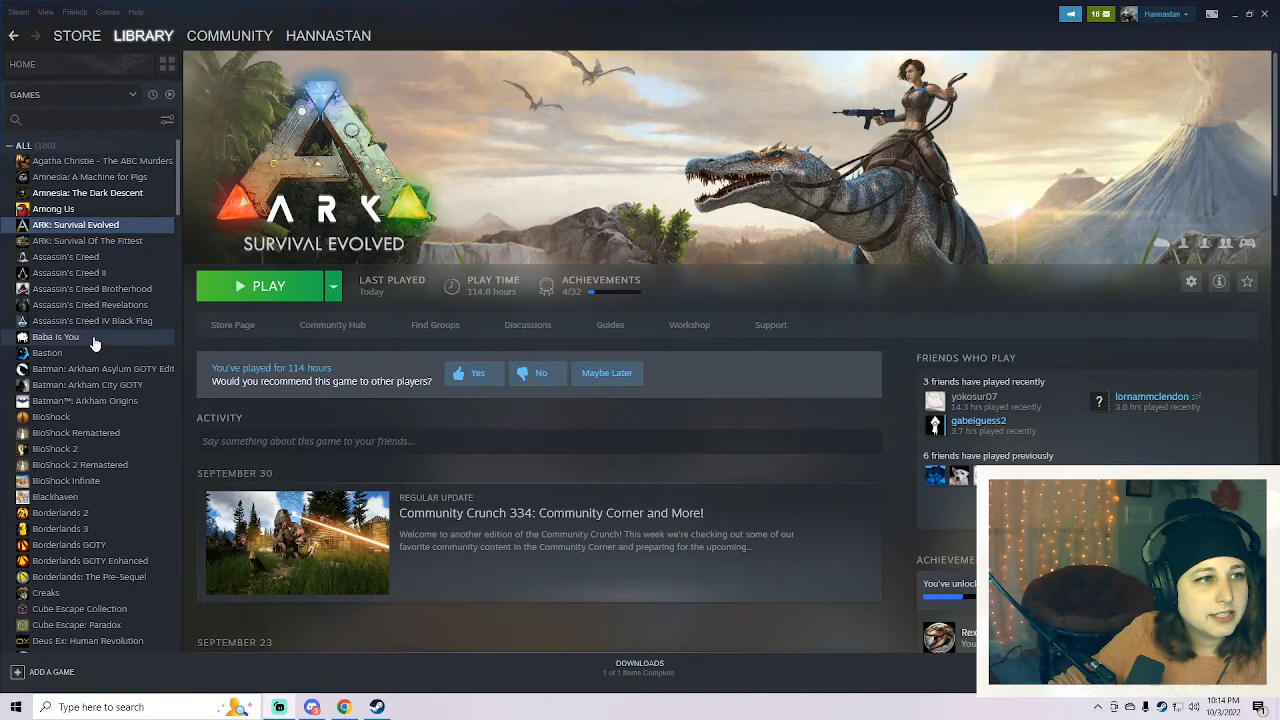 Steam View Friends Games Help
16
Hannastan
STORE LIBRARY COMMUNITY HANNASTAN
HOME
GAMES
ALL (180)
Agatha Christie - The ABC Murders
Amnesia: A Machine for Pigs
Amnesia: The Dark Descent
Among Us
ARK: Survival Evolved
ARK: Survival Of The Fittest
Assassin's Creed
Assassin's Creed II
Assassin's Creed Brotherhood
Assassin's Creed Revelations
Assassin's Creed IV Black Flag
Baba Is You
Bastion
Batman: Arkham Asylum GOTY Edit
Batman: Arkham City GOTY
Batman™: Arkham Origins
BioShock
BioShock Remastered
BioShock 2
BioShock 2 Remastered
BioShock Infinite
Blackhaven
Borderlands 2
Borderlands 3
Borderlands GOTY
Borderlands GOTY Enhanced
Borderlands: The Pre-Sequel
Creaks
Cube Escape Collection
Cube Escape: Paradox
Deus Ex: Human Revolution
ADD A GAME
ARK
SURVIVAL EVOLVED
PLAY
LAST PLAYED
Today
PLAY TIME
114.8 hours
ACHIEVEMENTS
4/32
Store Page Community Hub Find Groups Discussions Guides Workshop Support
You've played for 114 hours
Would you recommend this game to other players?
Yes No Maybe Later
ACTIVITY
Say something about this game to your friends...
SEPTEMBER 30
REGULAR UPDATE
Community Crunch 334: Community Corner and More!
Welcome to another edition of the Community Crunch! This week we're checking out some of our
favorite community content in the Community Corner and preparing for the upcoming...
SEPTEMBER 23
FRIENDS WHO PLAY
3 friends have played recently
yokosur07
14.3 hrs played recently
? lornammclendon zzz
3.8 hrs played recently
gabeiguess2
3.7 hrs played recently
6 friends have played previously
ACHIEVEME
You've unloc
Rex
You
DOWNLOADS
1 of 1 Items Complete
Type here to search
10:14 PM
10/3/2022